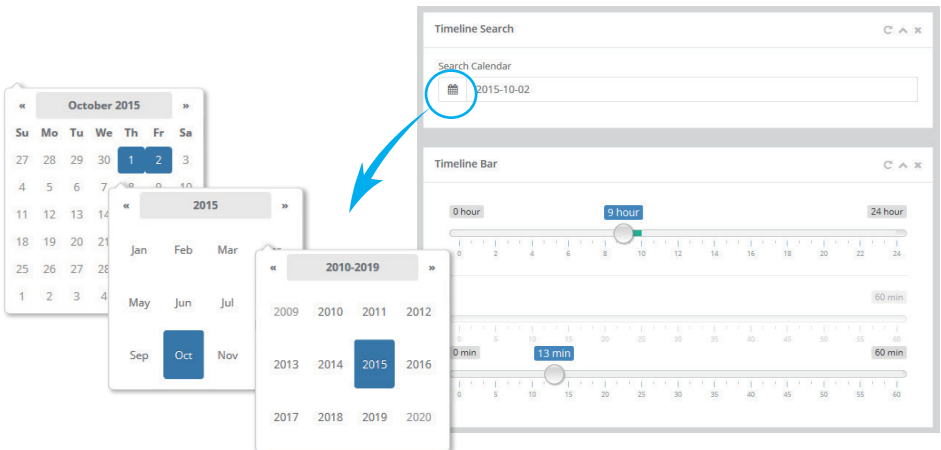 Timeline Search
Search Calendar
2015-10-02
« October 2015 »
Su Mo Tu We Th Fr Sa
27 28 29 30 1 2 3
4 5 6 7 8 9 10
11 12 13 14
18 19 20 21
25 26 27 28
1 2 3 4
« 2015 »
Jan Feb Mar
May Jun Jul
Sep Oct Nov
« 2010-2019 »
2009 2010 2011 2012
2013 2014 2015 2016
2017 2018 2019 2020
Timeline Bar
0 hour 9 hour 24 hour
0 2 4 6 8 10 12 14 16 18 20 22 24
60 min
0 5 10 15 20 25 30 35 40 45 50 55 60
0 min 13 min 60 min
0 5 10 15 20 25 30 35 40 45 50 55 60